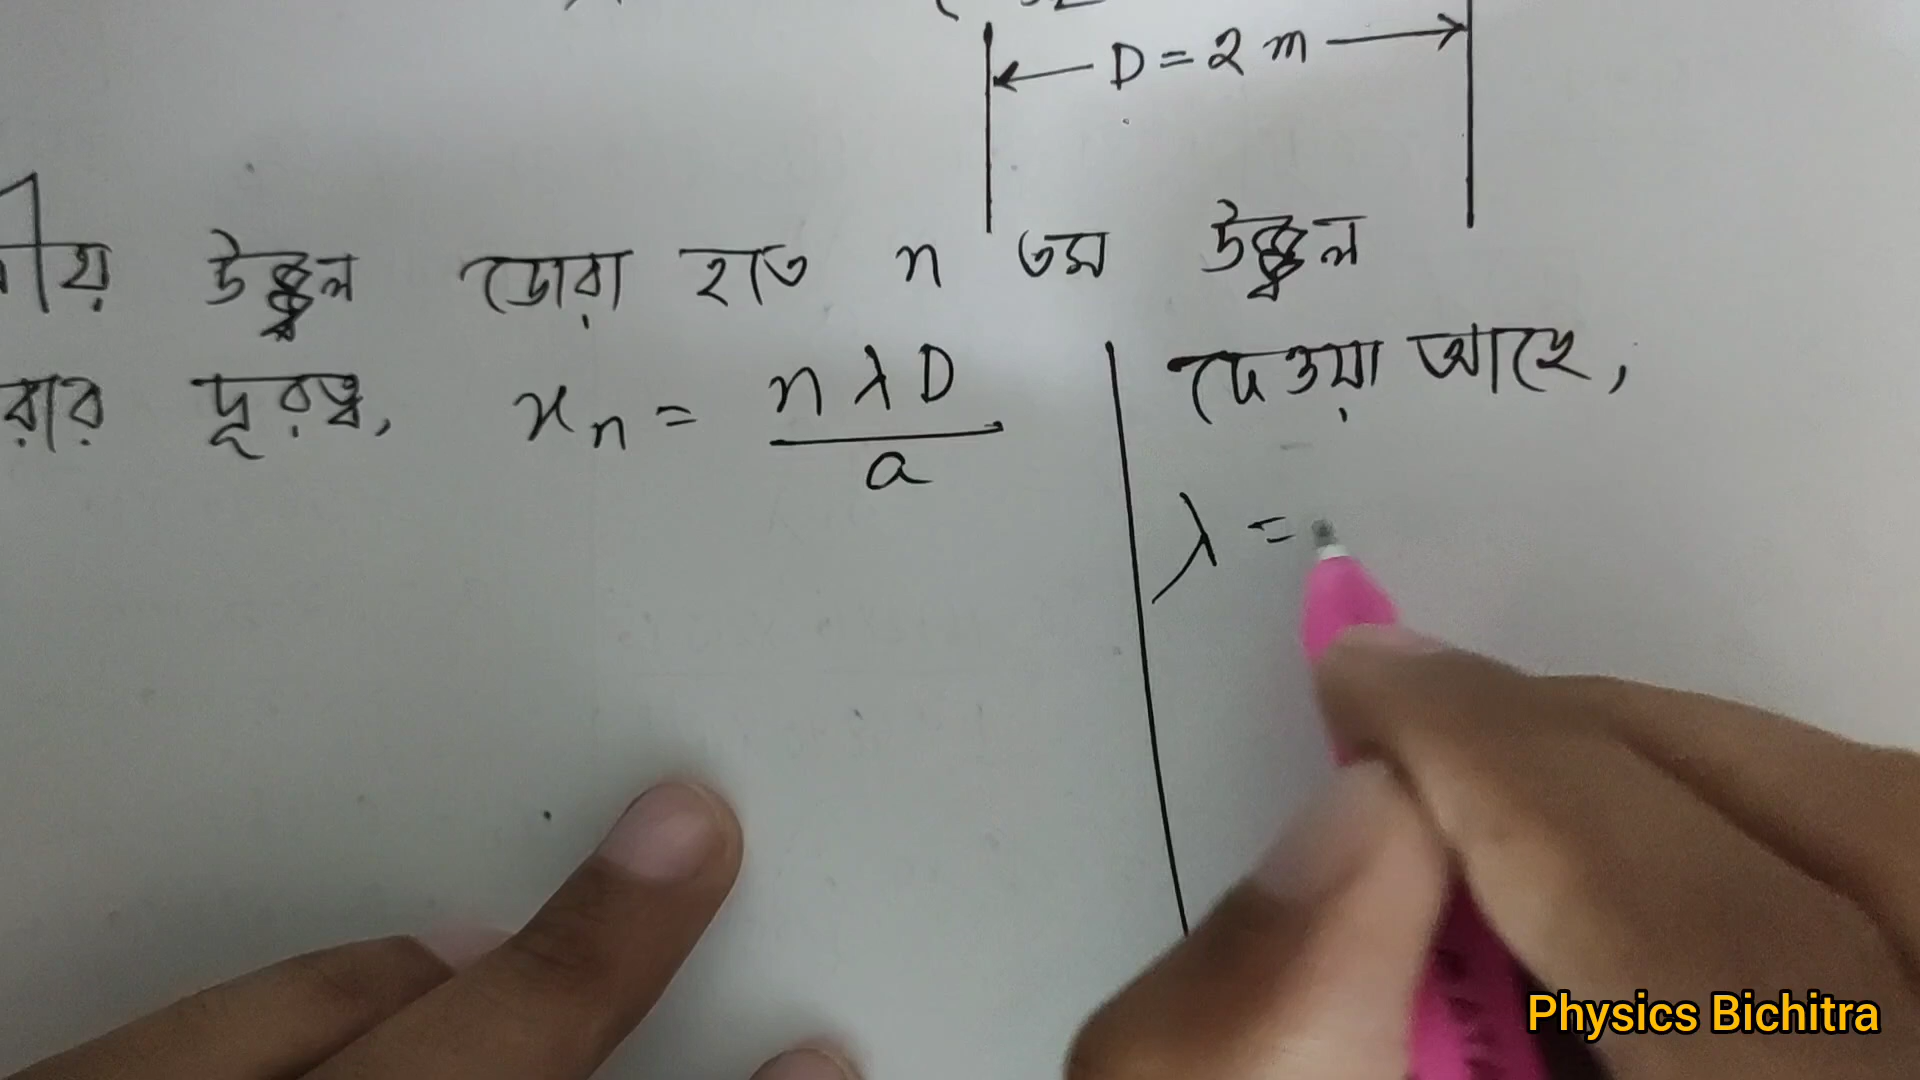 D = 2 m
উজ্জ্বল ডোরা হতে n তম উজ্জ্বল
দূরত্ব, xₙ = nλD / a
দেওয়া আছে,
λ =
Physics Bichitra